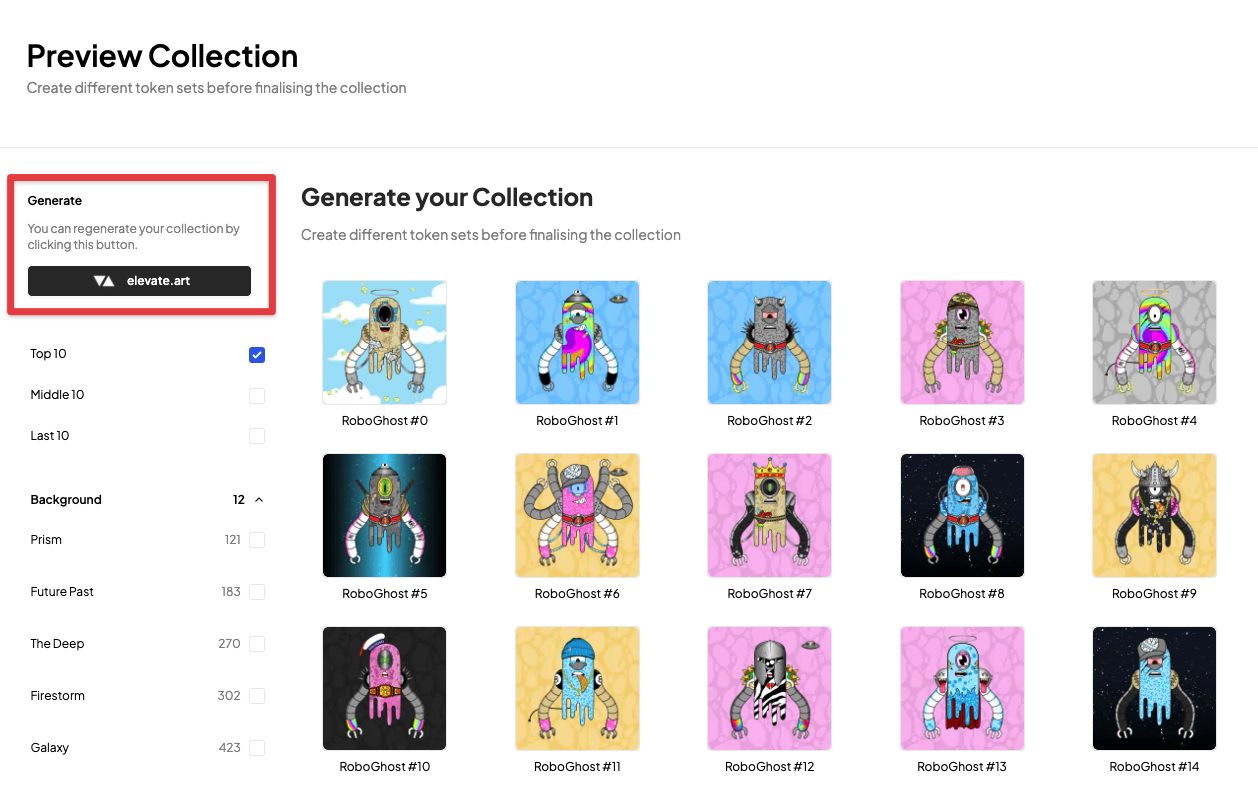 Preview Collection
Create different token sets before finalising the collection
Generate
You can regenerate your collection by
clicking this button.
elevate.art
Top 10
Middle 10
Last 10
Background 12
Prism 121
Future Past 183
The Deep 270
Firestorm 302
Galaxy 423
Generate your Collection
Create different token sets before finalising the collection
RoboGhost #0 RoboGhost #1 RoboGhost #2 RoboGhost #3 RoboGhost #4
RoboGhost #5 RoboGhost #6 RoboGhost #7 RoboGhost #8 RoboGhost #9
RoboGhost #10 RoboGhost #11 RoboGhost #12 RoboGhost #13 RoboGhost #14